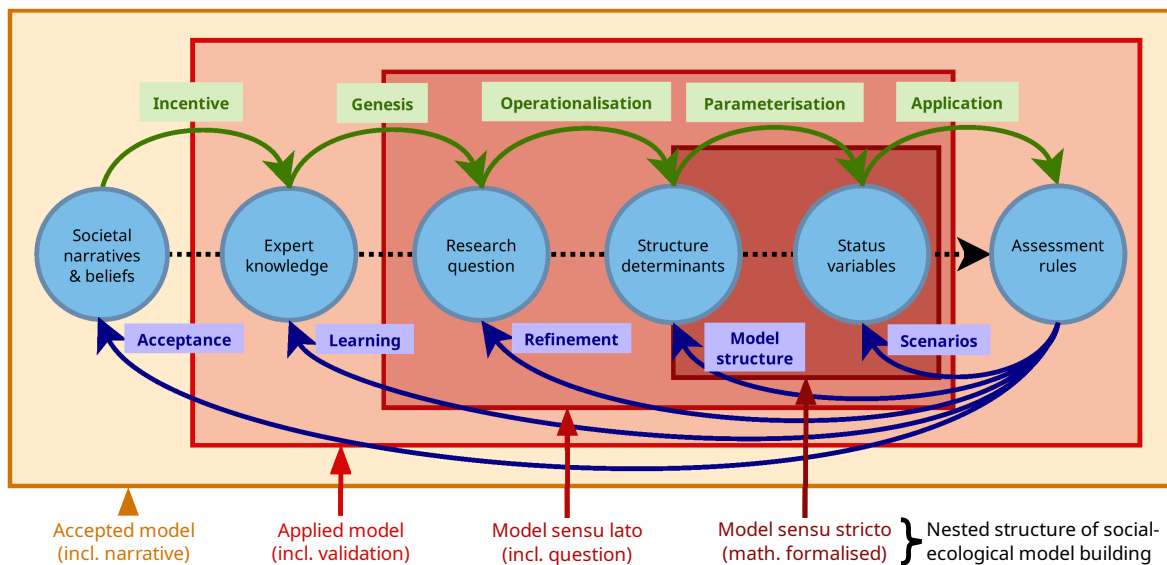 Incentive
Genesis
Operationalisation
Parameterisation
Application
Societal
narratives
& beliefs
Expert
knowledge
Research
question
Structure
determinants
Status
variables
Assessment
rules
Acceptance
Learning
Refinement
Model
structure
Scenarios
Accepted model
(incl. narrative)
Applied model
(incl. validation)
Model sensu lato
(incl. question)
Model sensu stricto
(math. formalised)
Nested structure of social-
ecological model building